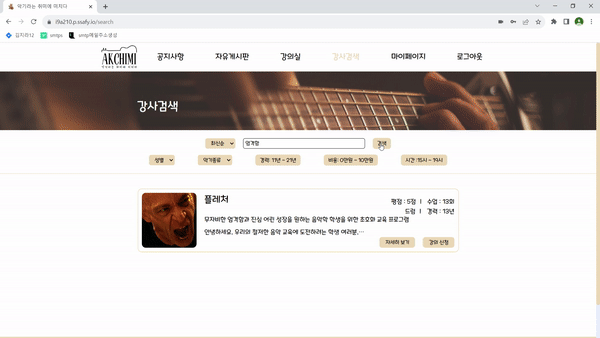 악기라는 취미에 미치다
i9a210.p.ssafy.io/search
김지라12
smtps
smtp메일주소생성
AKCHIMI
공지사항
자유게시판
강의실
강사검색
마이페이지
로그아웃
강사검색
최신순
엄격함
검색
성별
악기종류
경력: 11년 ~ 21년
비용: 0만원 ~ 10만원
시간 :15시 ~ 19시
플레처
평점 : 5점 | 수업 : 13회
드럼 | 경력 : 13년
무자비한 엄격함과 진심 어린 성장을 원하는 음악학 학생을 위한 초호화 교육 프로그램
안녕하세요, 우리의 철저한 음악 교육에 도전하려는 학생 여러분,…
자세히 보기
강의 신청